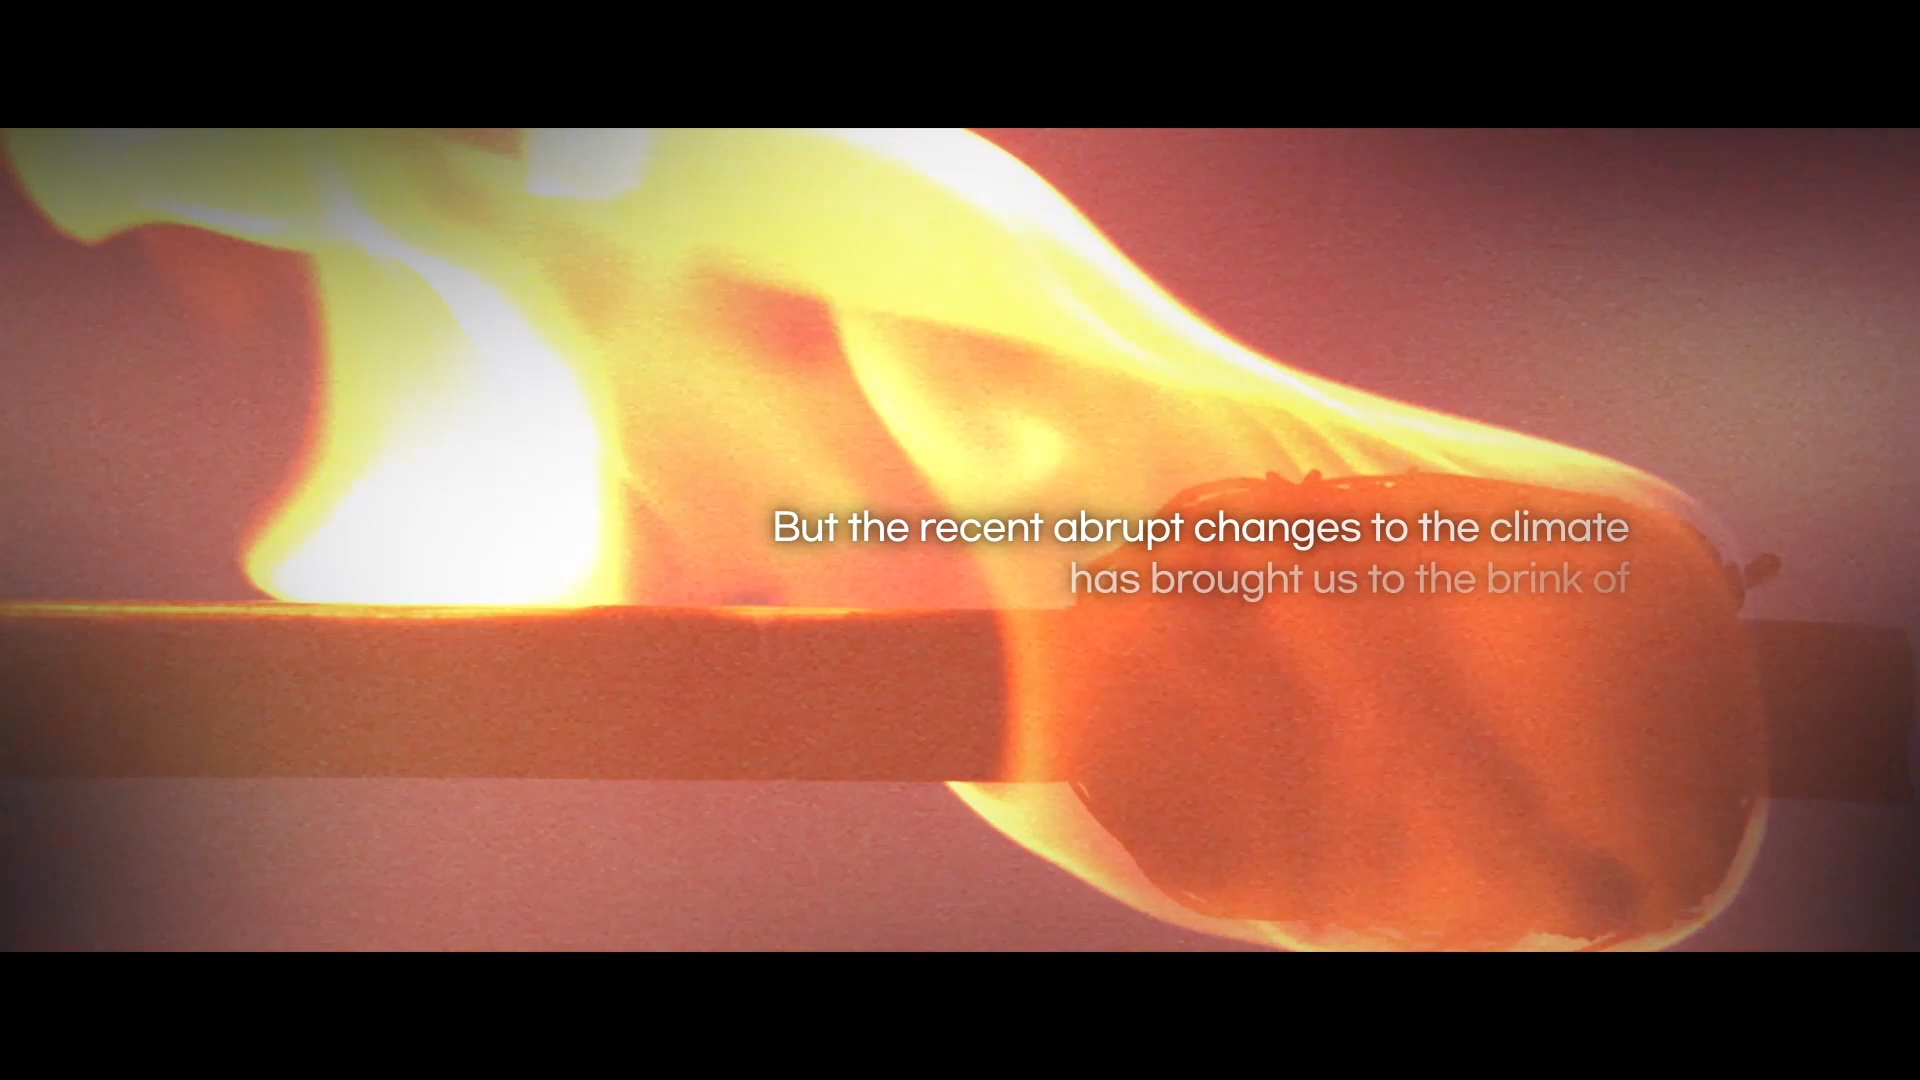 But the recent abrupt changes to the climate
has brought us to the brink of